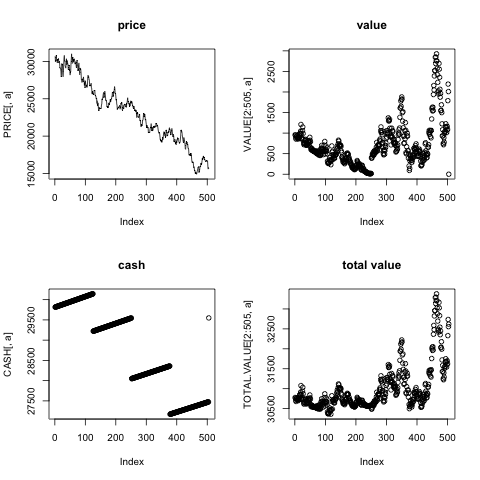 price
value
PRICE[, a]
15000 20000 25000 30000
0 100 200 300 400 500
Index
VALUE[2:505, a]
0 500 1500 2500
0 100 200 300 400 500
Index
cash
total value
CASH[, a]
27500 28500 29500
0 100 200 300 400 500
Index
TOTAL.VALUE[2:505, a]
30500 31500 32500
0 100 200 300 400 500
Index